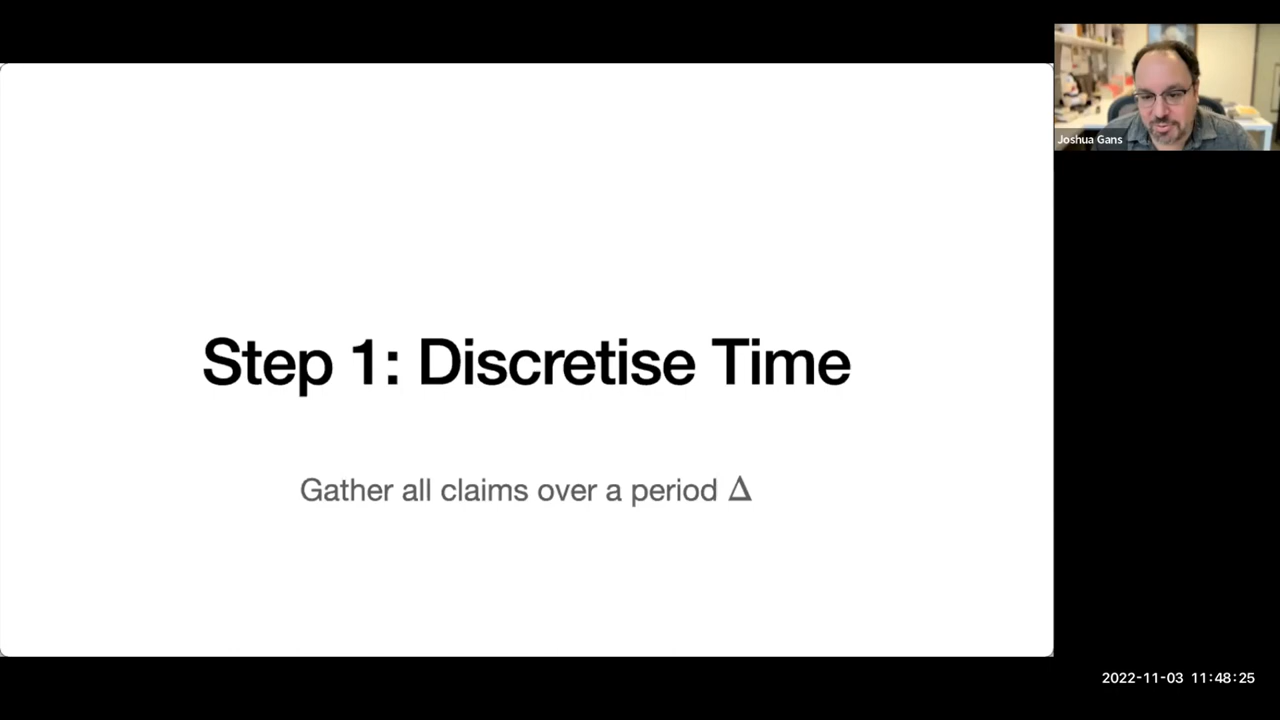 Joshua Gans
Step 1: Discretise Time
Gather all claims over a period Δ
2022-11-03 11:48:25